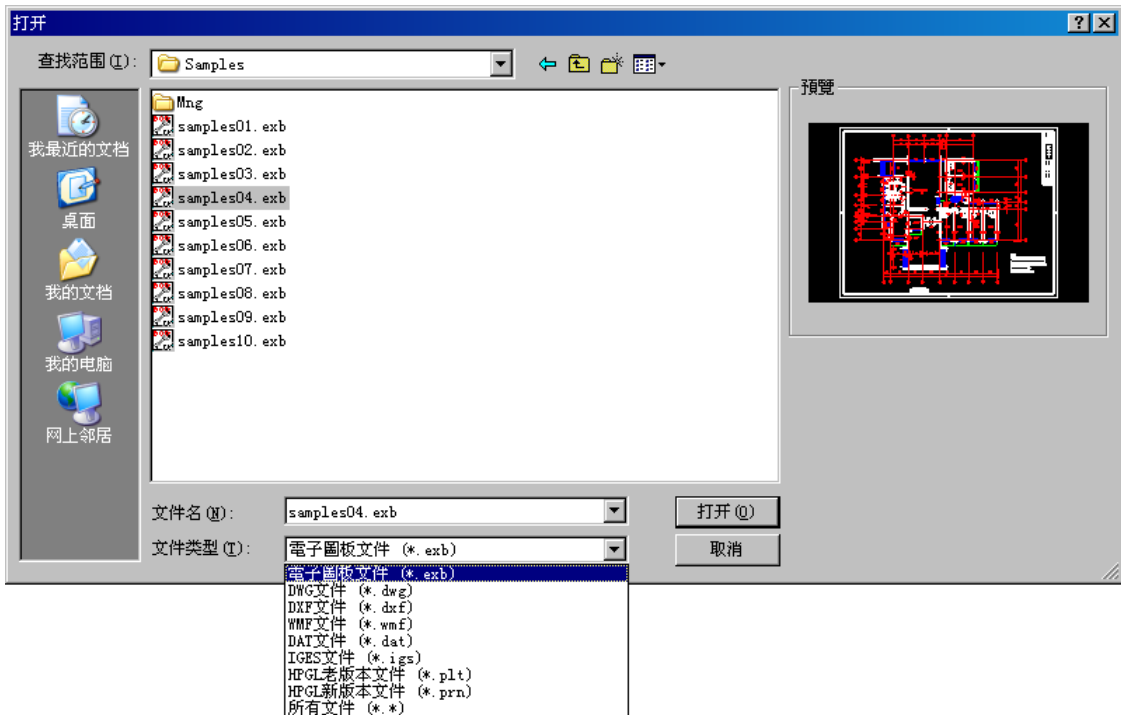 打开
查找范围(I):
Samples
我最近的文档
桌面
我的文档
我的电脑
网上邻居
Mng
samples01.exb
samples02.exb
samples03.exb
samples04.exb
samples05.exb
samples06.exb
samples07.exb
samples08.exb
samples09.exb
samples10.exb
預覽
文件名(N):
samples04.exb
打开(O)
文件类型(T):
電子圖板文件 (*.exb)
取消
電子圖板文件 (*.exb)
DWG文件 (*.dwg)
DXF文件 (*.dxf)
WMF文件 (*.wmf)
DAT文件 (*.dat)
IGES文件 (*.igs)
HPGL老版本文件 (*.plt)
HPGL新版本文件 (*.prn)
所有文件 (*.*)